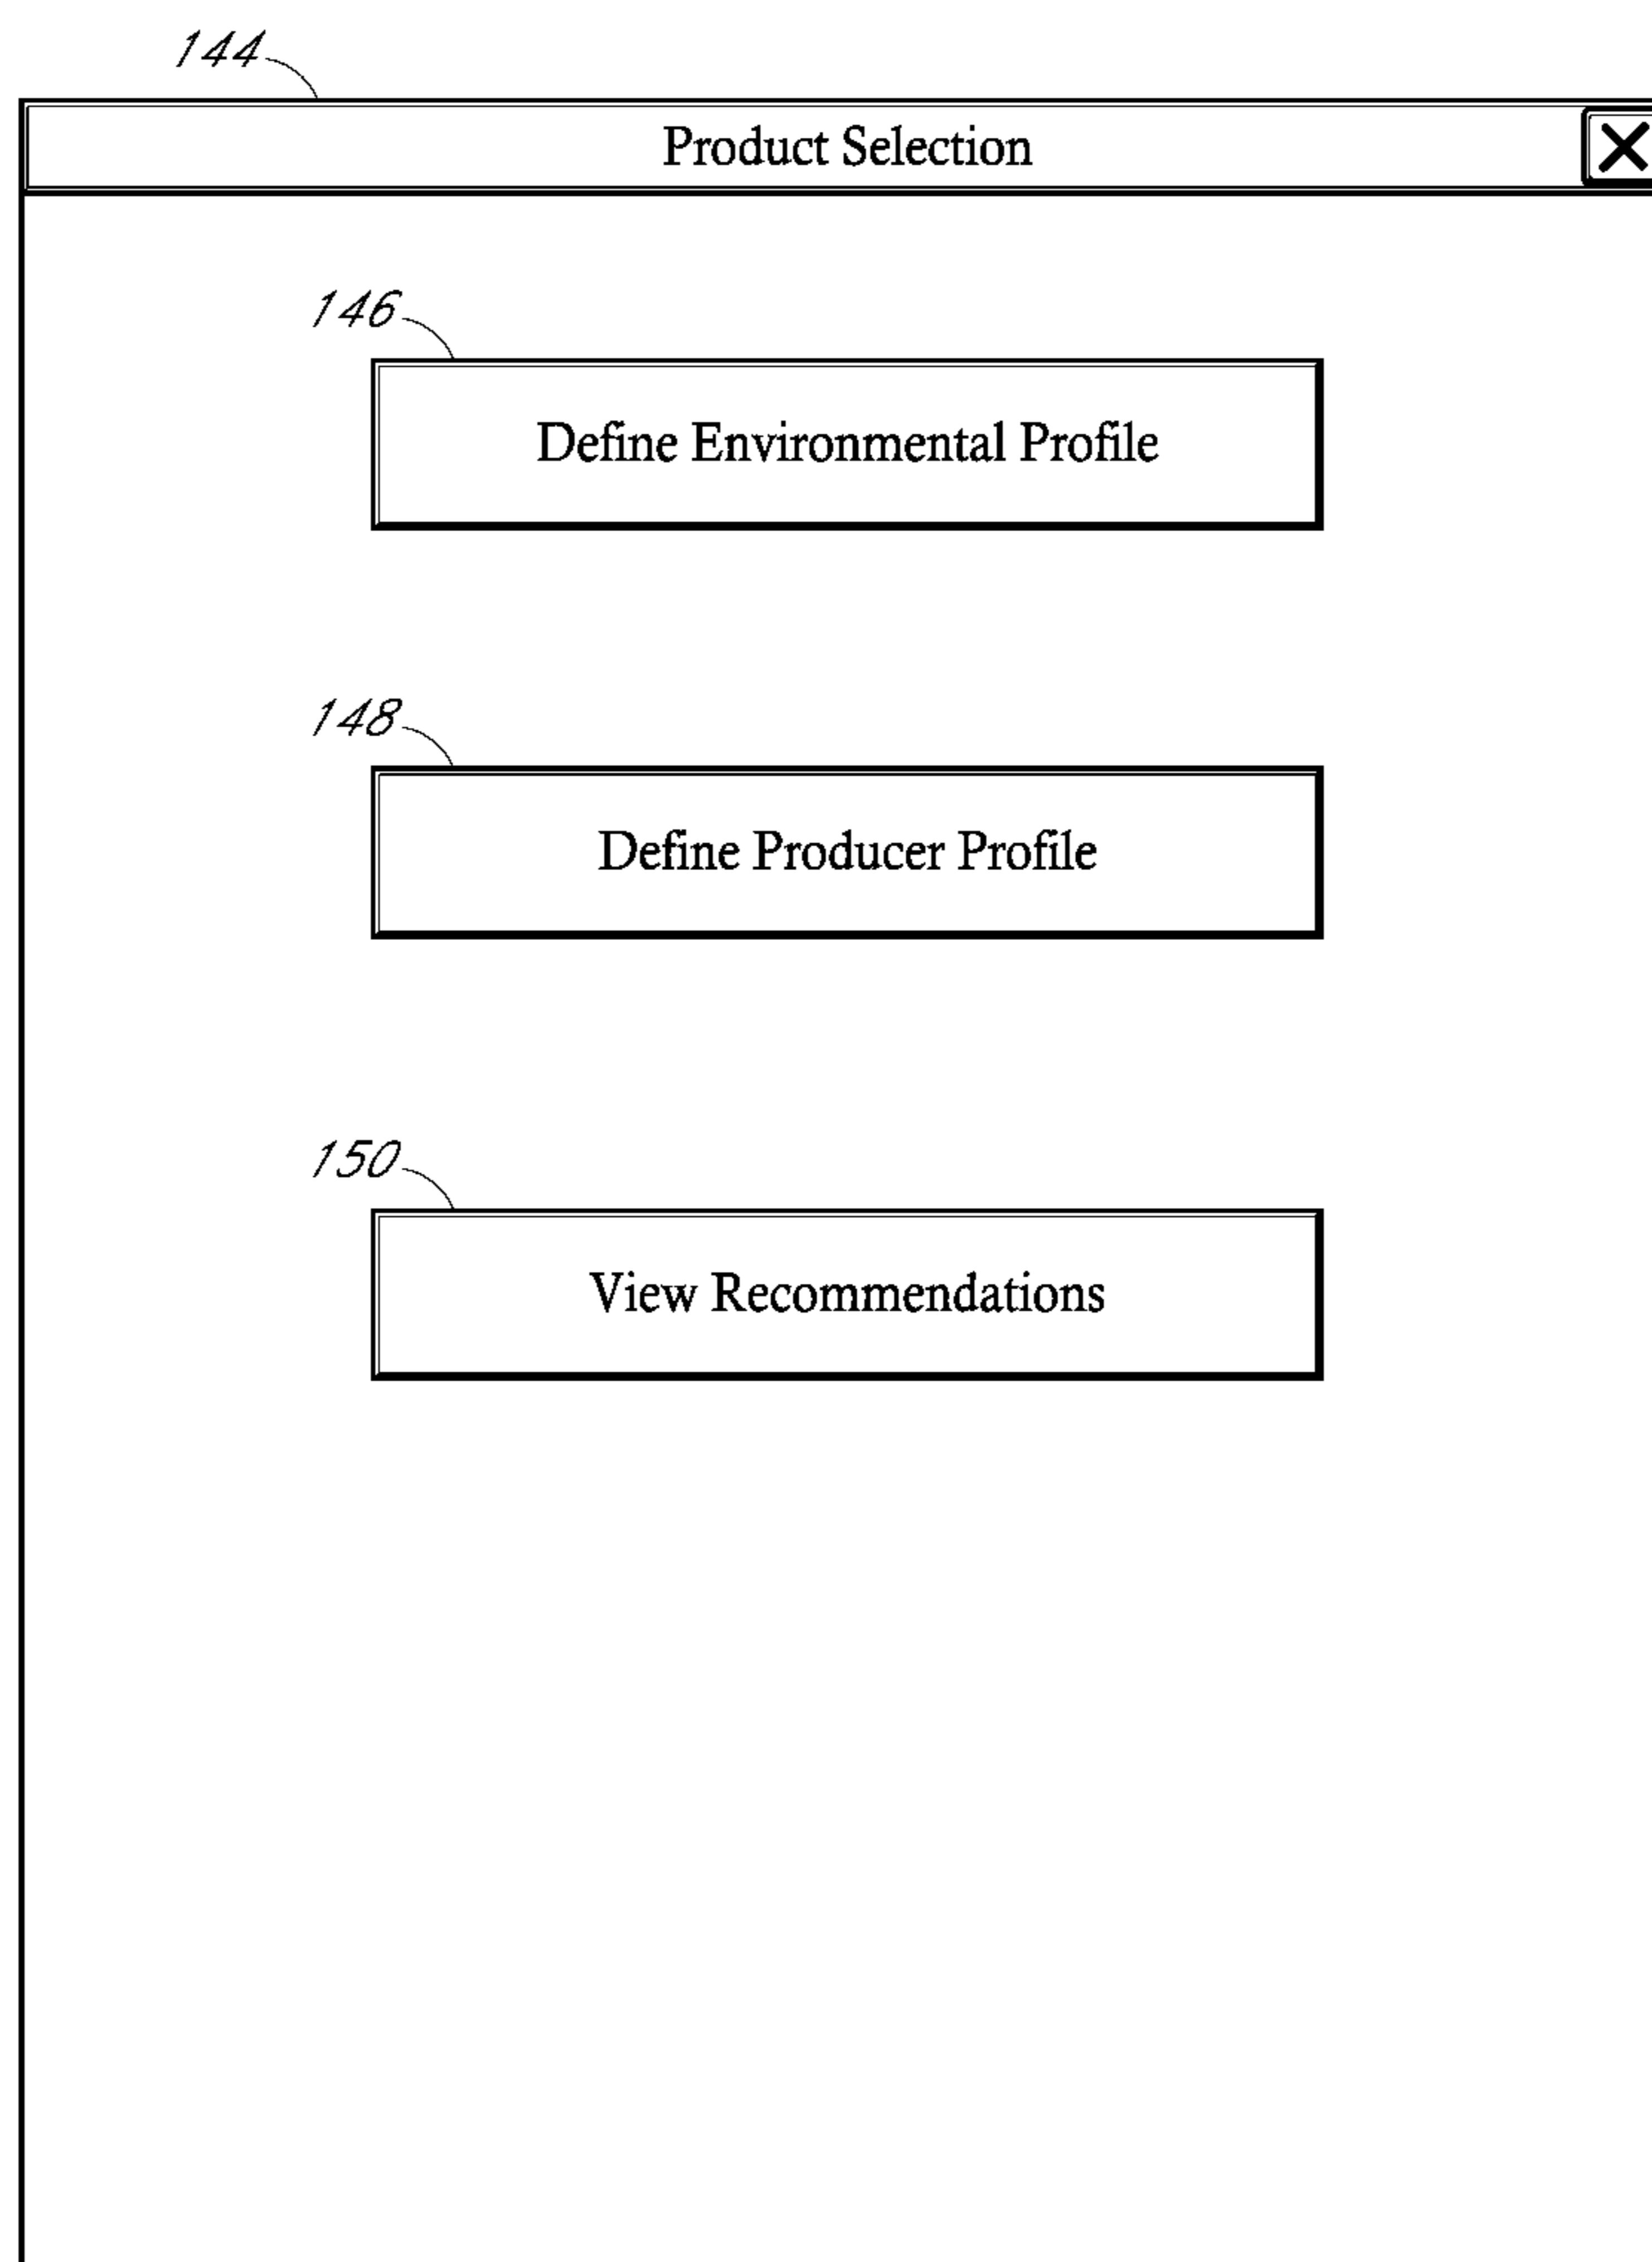 144
Product Selection
146
Define Environmental Profile
148
Define Producer Profile
150
View Recommendations